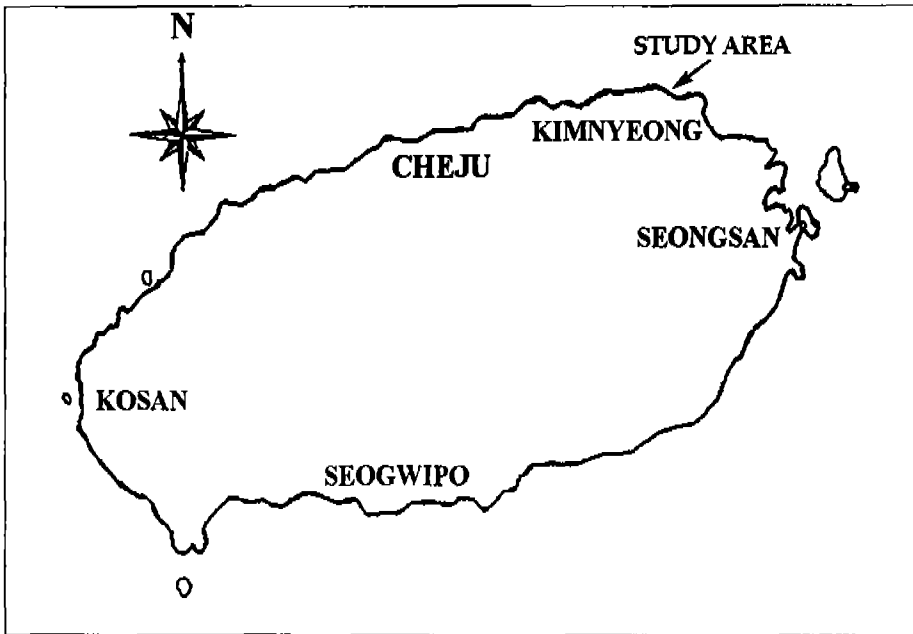 N
STUDY AREA
KIMNYEONG
CHEJU
SEONGSAN
KOSAN
SEOGWIPO